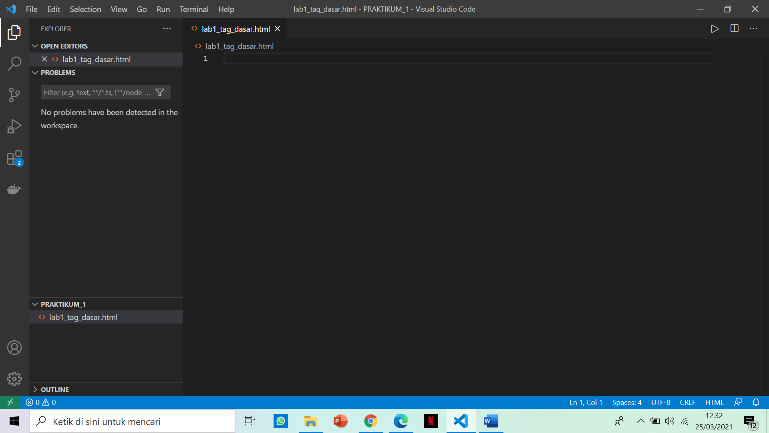 File Edit Selection View Go Run Terminal Help
lab1_tag_dasar.html - PRAKTIKUM_1 - Visual Studio Code
EXPLORER
OPEN EDITORS
lab1_tag_dasar.html
PROBLEMS
Filter (e.g. text, **/*.ts, !**/node ...
No problems have been detected in the
workspace.
PRAKTIKUM_1
lab1_tag_dasar.html
OUTLINE
lab1_tag_dasar.html
lab1_tag_dasar.html
1
2
0 0
Ln 1, Col 1 Spaces: 4 UTF-8 CRLF HTML
Ketik di sini untuk mencari
12.32
25/03/2021
12